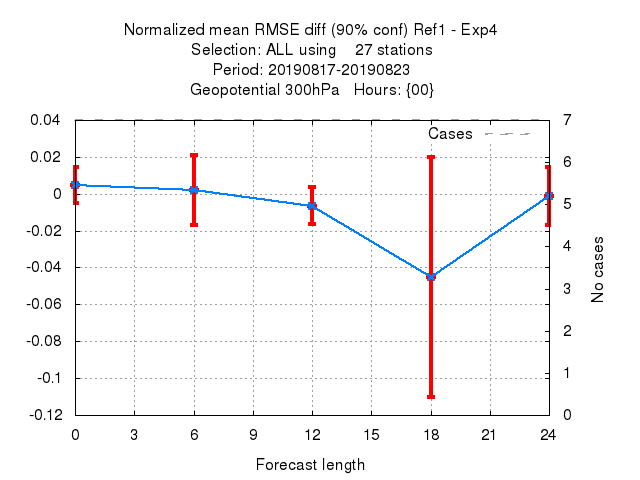 Normalized mean RMSE diff (90% conf) Ref1 - Exp4
Selection: ALL using 27 stations
Period: 20190817-20190823
Geopotential 300hPa Hours: {00}
0.04
0.02
0
-0.02
-0.04
-0.06
-0.08
-0.1
-0.12
Cases
7
6
5
4
3
2
1
0
No cases
0 3 6 9 12 15 18 21 24
Forecast length